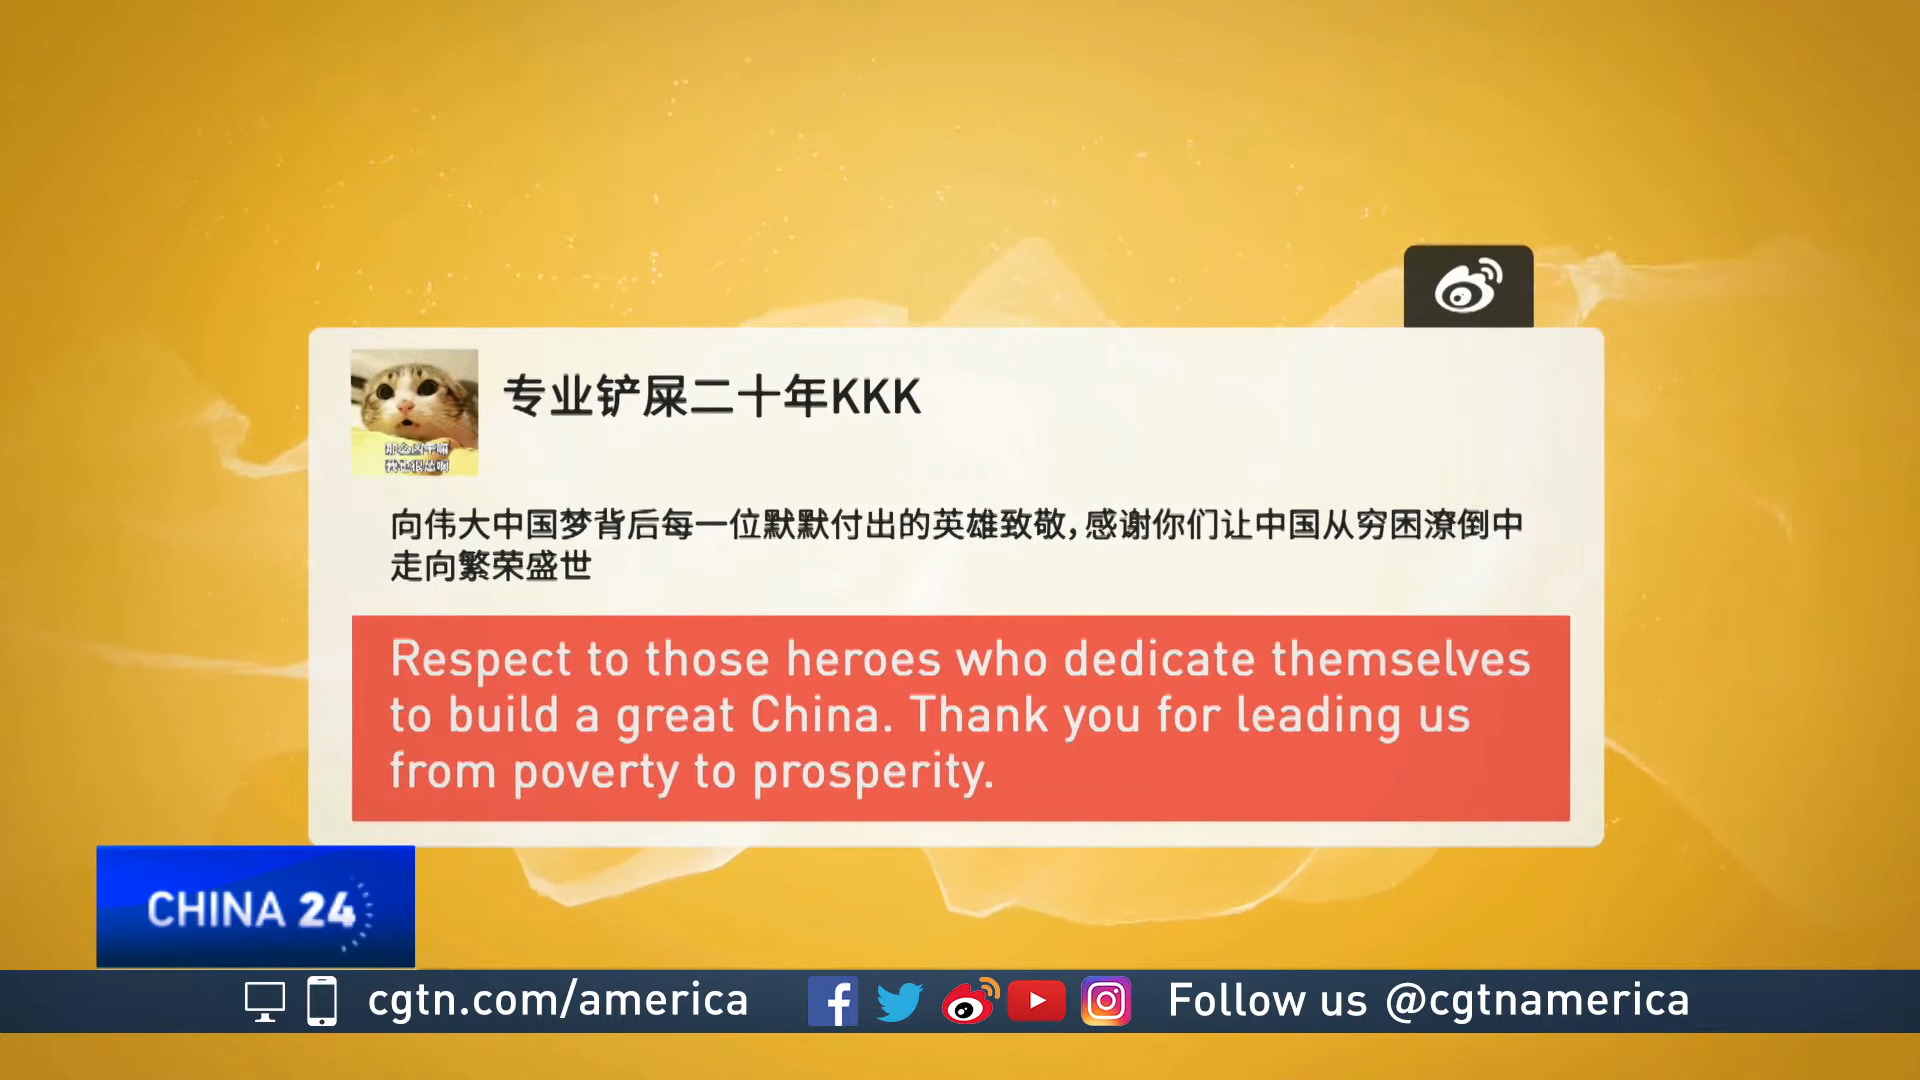 专业铲屎二十年KKK
向伟大中国梦背后每一位默默付出的英雄致敬,感谢你们让中国从穷困潦倒中
走向繁荣盛世
Respect to those heroes who dedicate themselves
to build a great China. Thank you for leading us
from poverty to prosperity.
CHINA 24
cgtn.com/america
Follow us @cgtnamerica